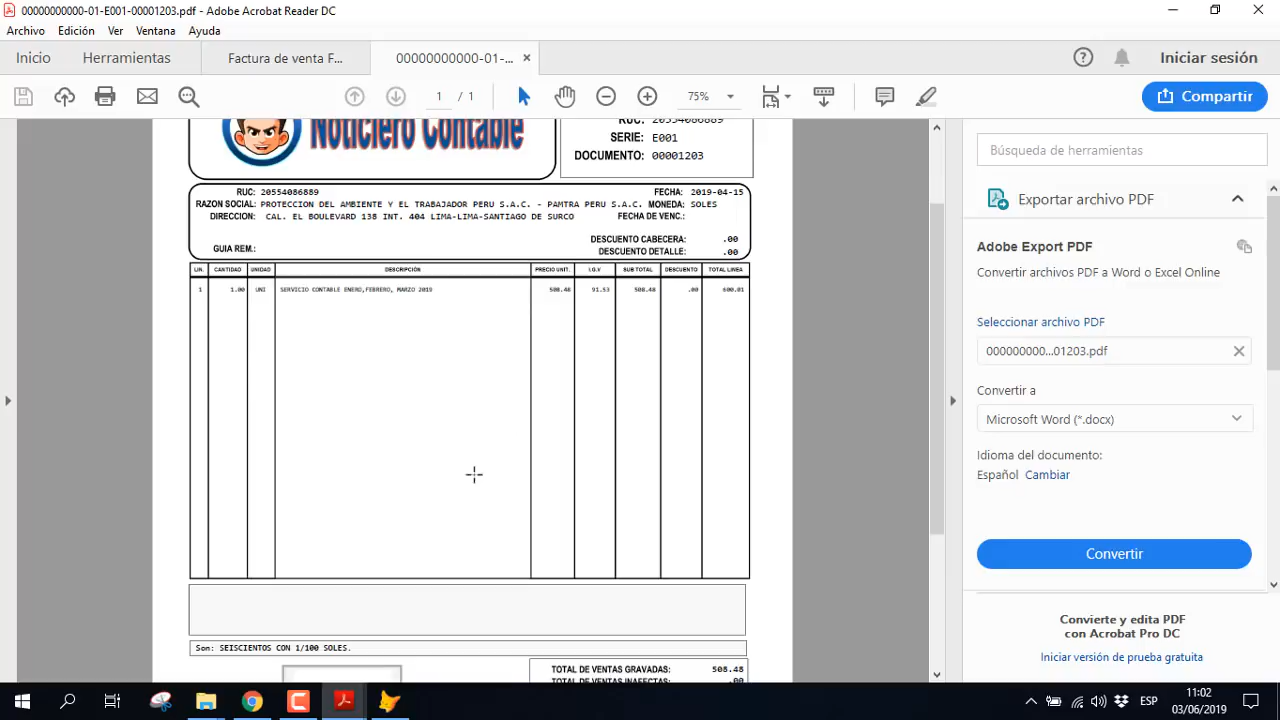 00000000000-01-E001-00001203.pdf - Adobe Acrobat Reader DC
Archivo Edición Ver Ventana Ayuda
Inicio Herramientas Factura de venta F... 00000000000-01-... Iniciar sesión
1 / 1 75% Compartir
Noticiero Contable
RUC: 20554086889
SERIE: E001
DOCUMENTO: 00001203
RUC: 20554086889 FECHA: 2019-04-15
RAZON SOCIAL: PROTECCION DEL AMBIENTE Y EL TRABAJADOR PERU S.A.C. - PAMTRA PERU S.A.C. MONEDA: SOLES
DIRECCION: CAL. EL BOULEVARD 138 INT. 404 LIMA-LIMA-SANTIAGO DE SURCO FECHA DE VENC.:
DESCUENTO CABECERA: .00
GUIA REM.: DESCUENTO DETALLE: .00
LIN. CANTIDAD UNIDAD DESCRIPCIÓN PRECIO UNIT. I.G.V SUB TOTAL DESCUENTO TOTAL LINEA
1 1.00 UNI SERVICIO CONTABLE ENERO,FEBRERO, MARZO 2019 508.48 91.53 508.48 .00 600.01
Son: SEISCIENTOS CON 1/100 SOLES.
TOTAL DE VENTAS GRAVADAS: 508.48
TOTAL DE VENTAS INAFECTAS: .00
Búsqueda de herramientas
Exportar archivo PDF
Adobe Export PDF
Convertir archivos PDF a Word o Excel Online
Seleccionar archivo PDF
000000000...01203.pdf
Convertir a
Microsoft Word (*.docx)
Idioma del documento:
Español Cambiar
Convertir
Convierte y edita PDF
con Acrobat Pro DC
Iniciar versión de prueba gratuita
ESP
11:02
03/06/2019